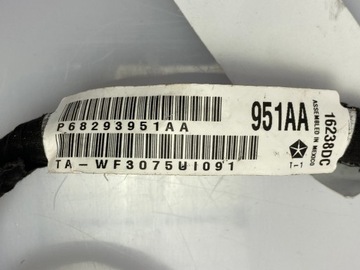 P68293951AA
TA-WF3075UI091
951AA
16238DC
ASSEMBLED IN MEXICO
1-1